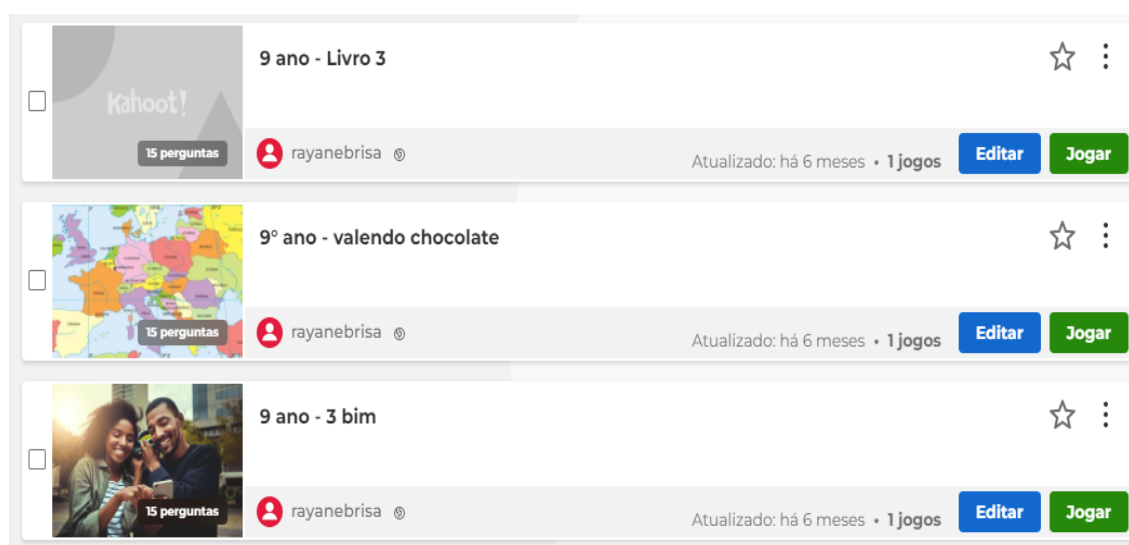 9 ano - Livro 3
Kahoot!
15 perguntas
rayanebrisa
Atualizado: há 6 meses • 1 jogos
Editar
Jogar
9º ano - valendo chocolate
15 perguntas
rayanebrisa
Atualizado: há 6 meses • 1 jogos
Editar
Jogar
9 ano - 3 bim
15 perguntas
rayanebrisa
Atualizado: há 6 meses • 1 jogos
Editar
Jogar